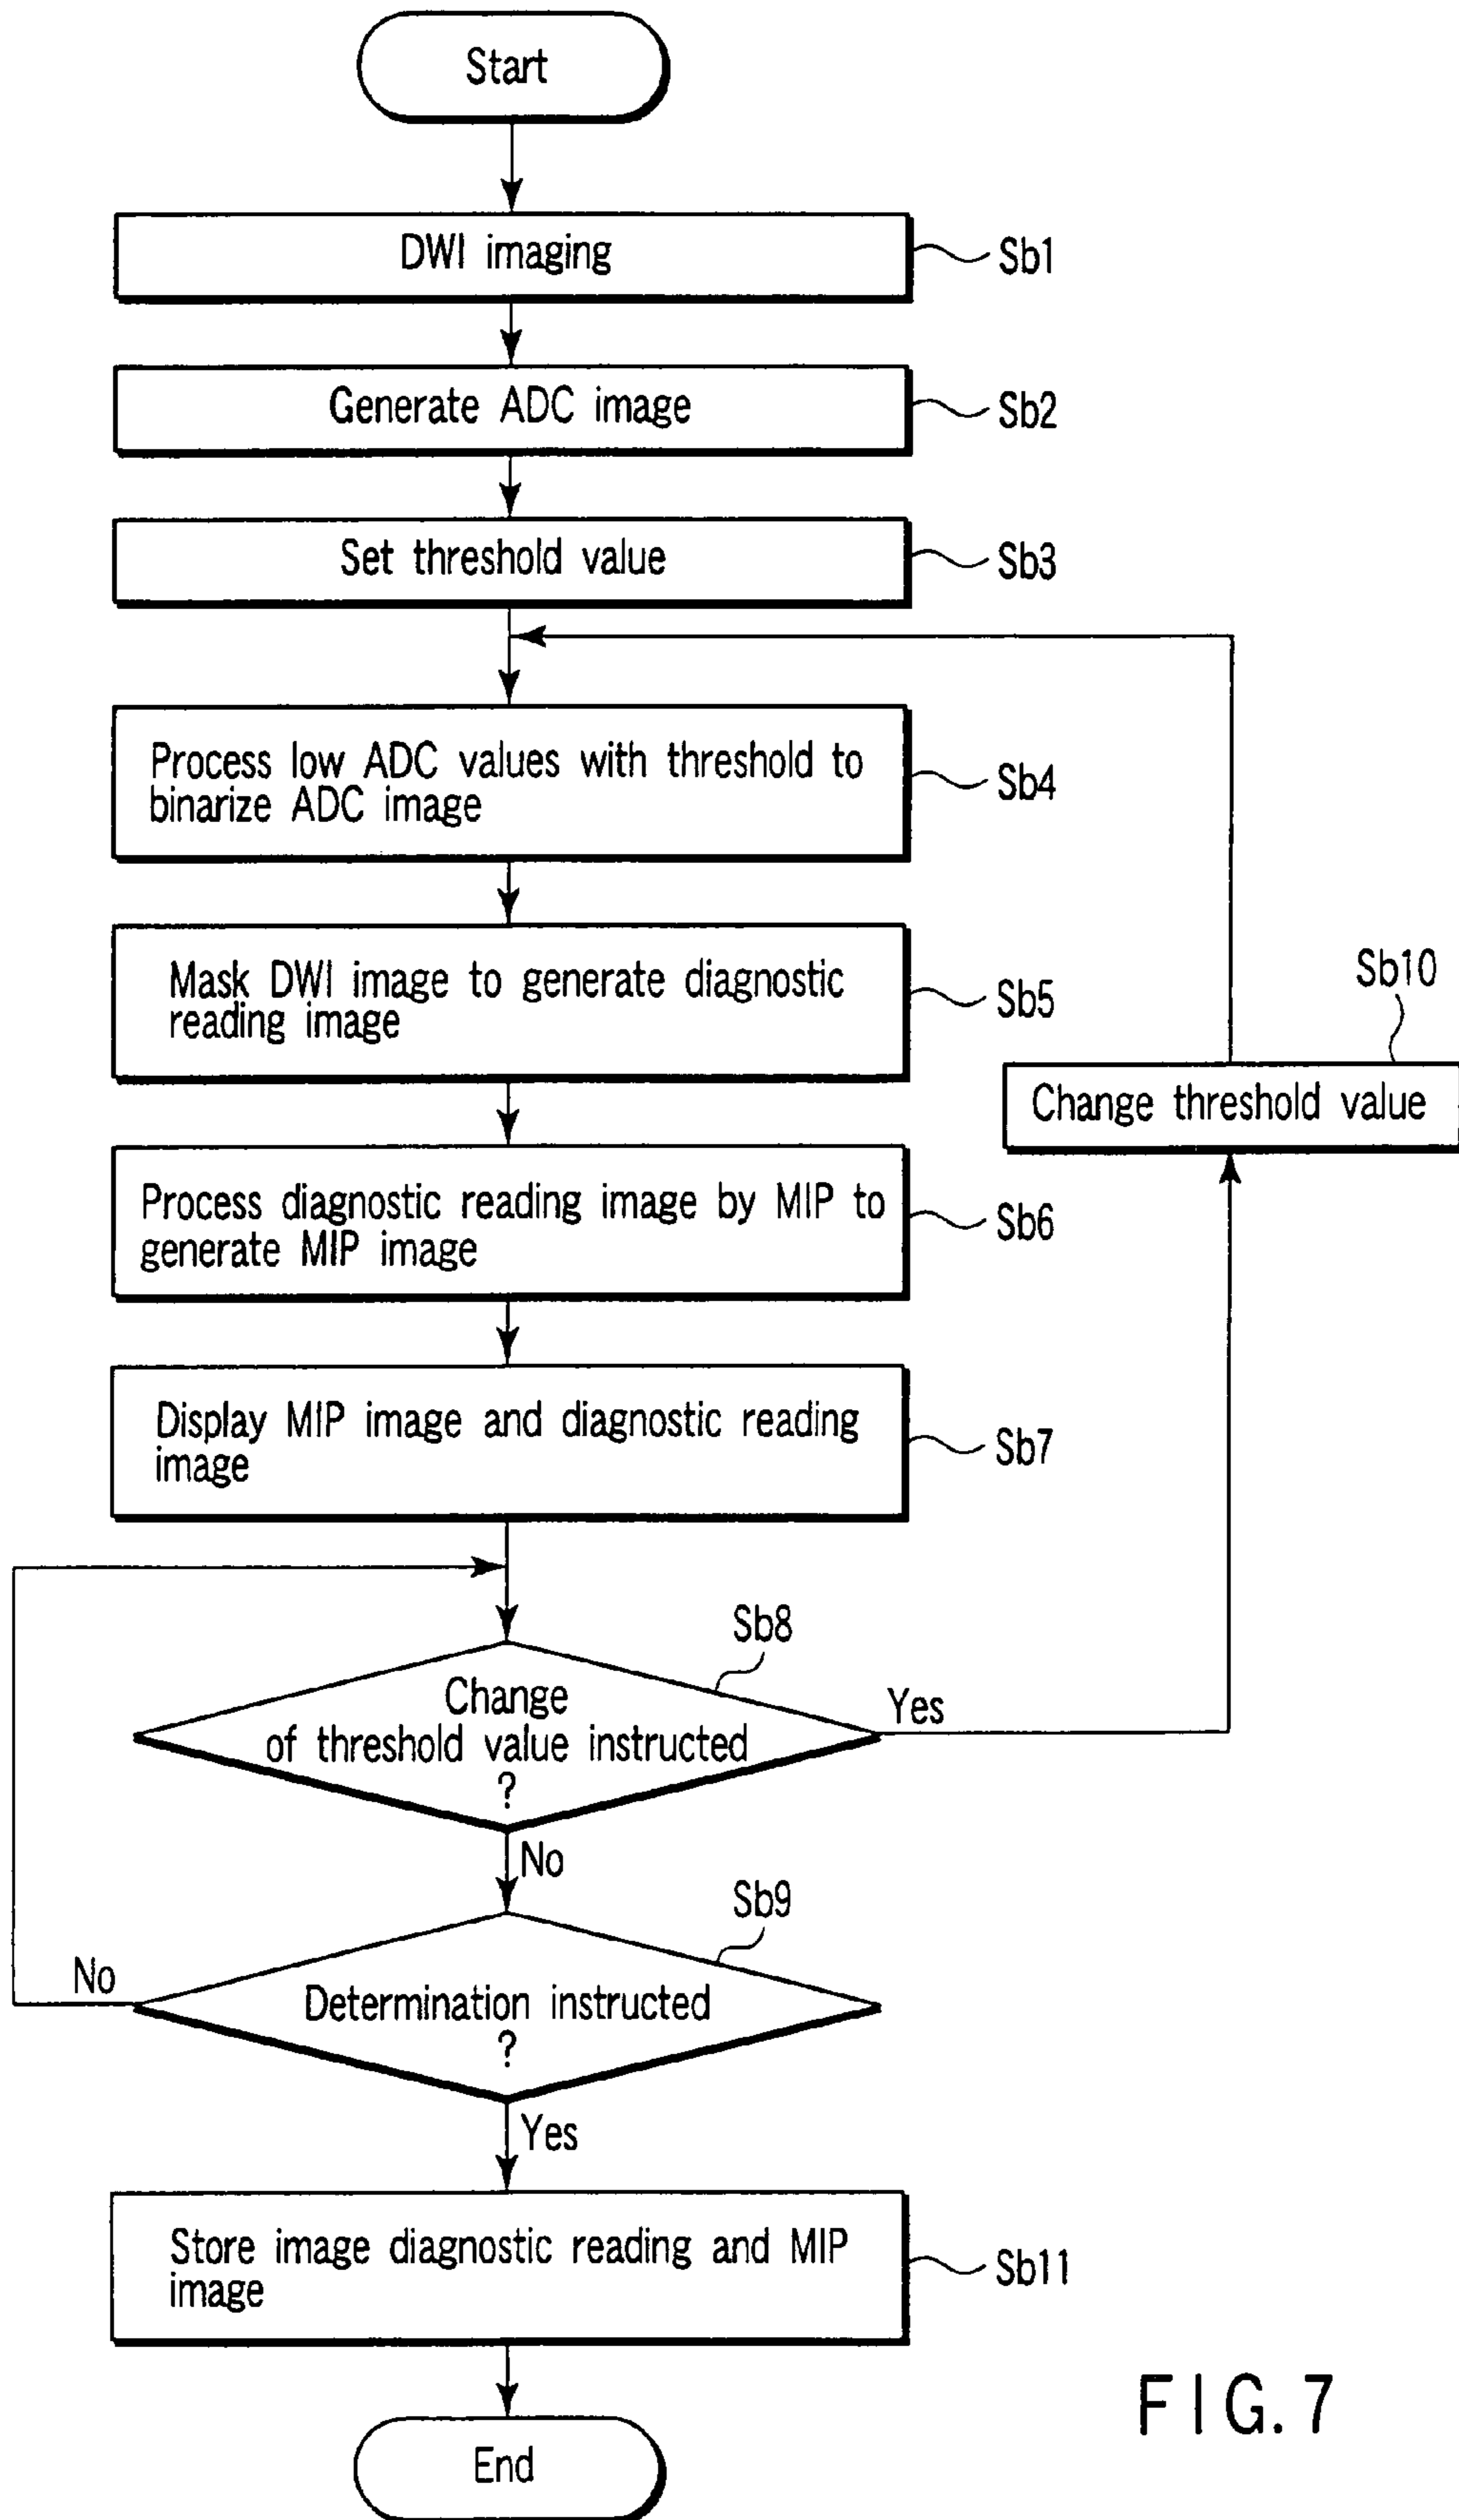 Start
DWI imaging
Sb1
Generate ADC image
Sb2
Set threshold value
Sb3
Process low ADC values with threshold to
binarize ADC image
Sb4
Mask DWI image to generate diagnostic
reading image
Sb5
Sb10
Change threshold value
Process diagnostic reading image by MIP to
generate MIP image
Sb6
Display MIP image and diagnostic reading
image
Sb7
Sb8
Change
of threshold value instructed
?
Yes
No
Sb9
No
Determination instructed
?
Yes
Store image diagnostic reading and MIP
image
Sb11
End
FIG. 7